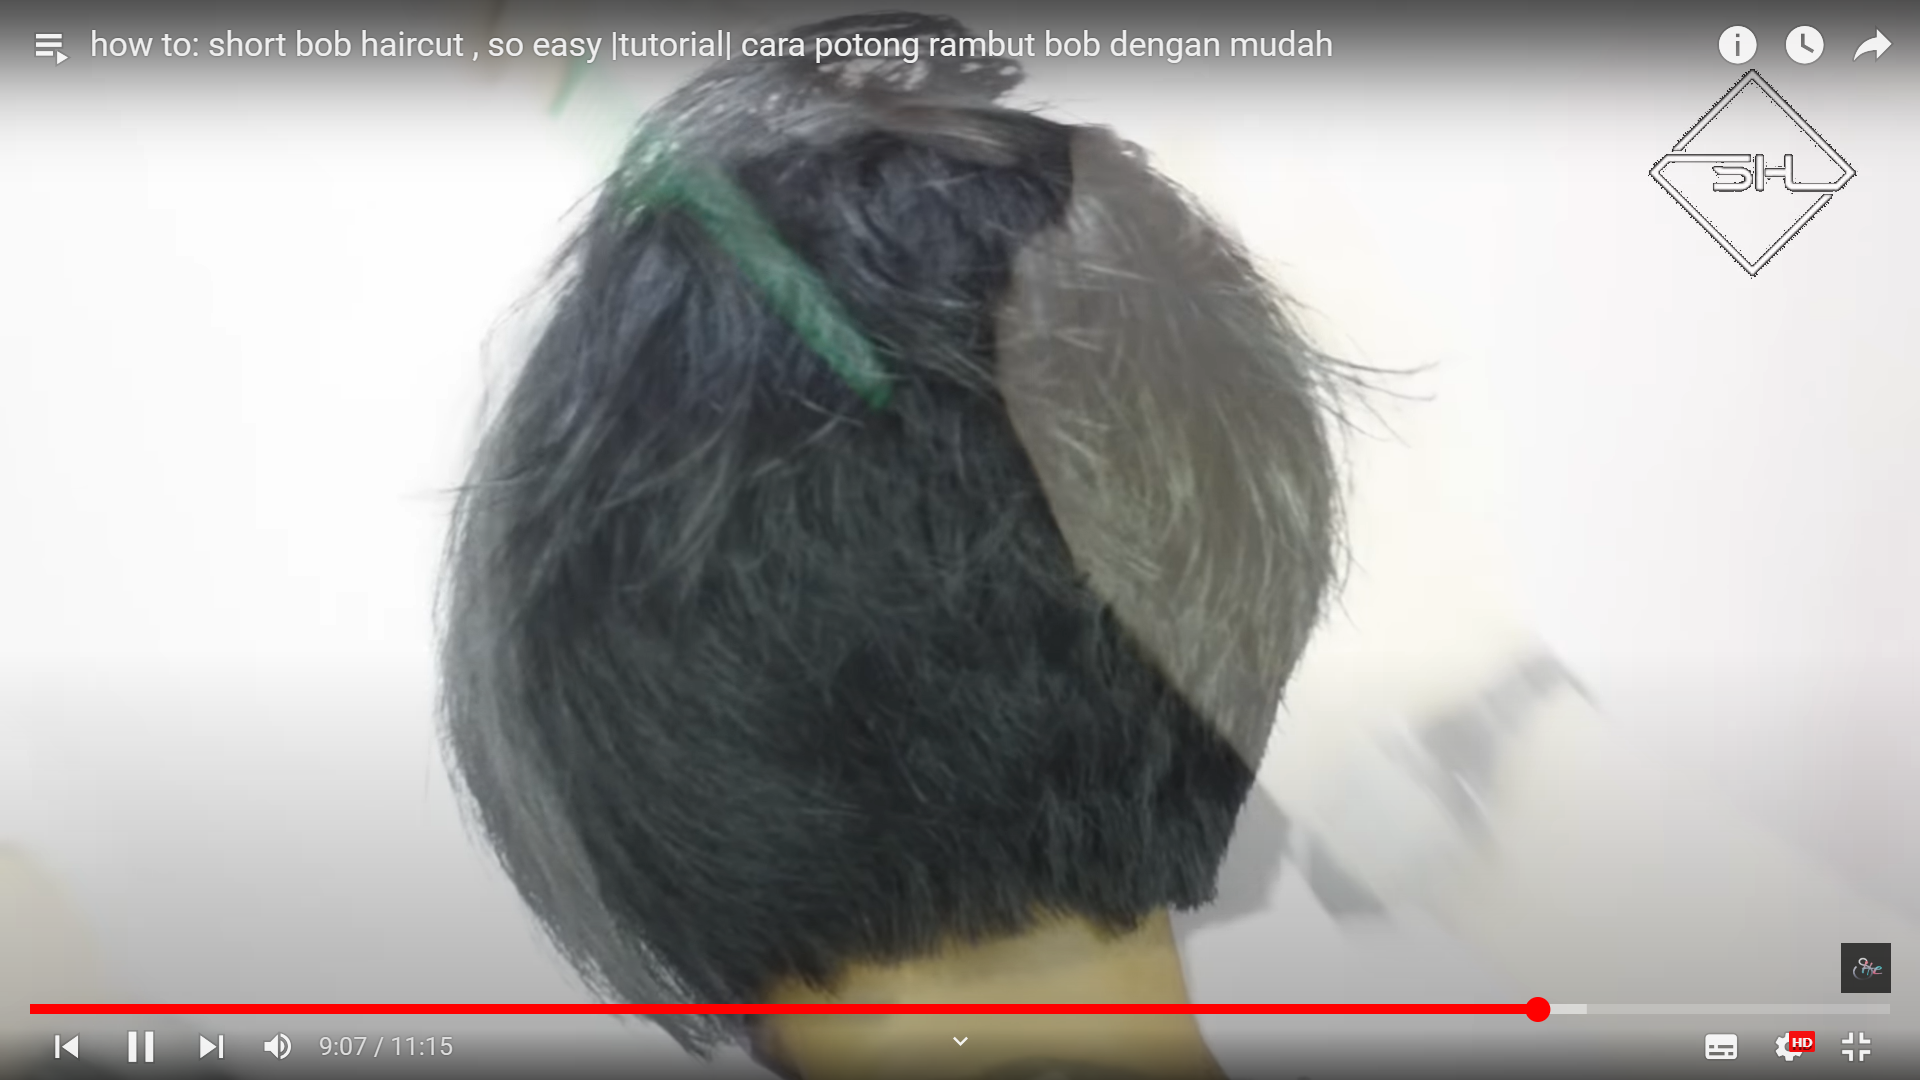 how to: short bob haircut , so easy |tutorial| cara potong rambut bob dengan mudah
SHL
9:07 / 11:15
HD